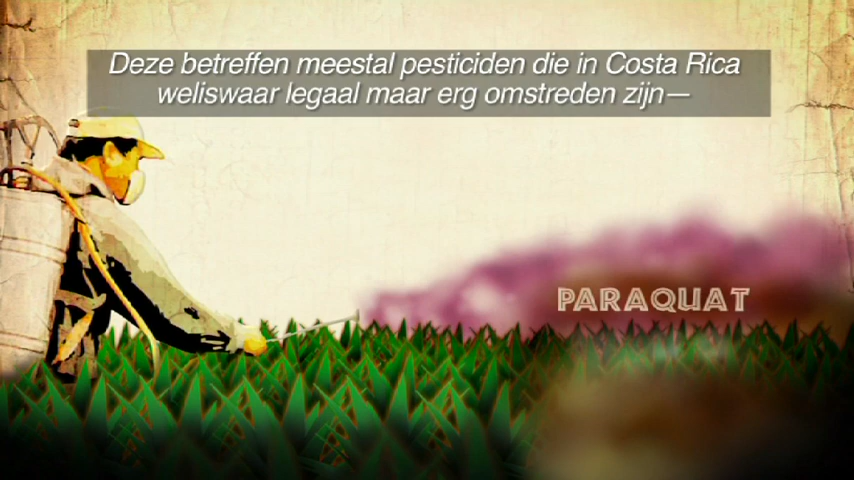 Deze betreffen meestal pesticiden die in Costa Rica
weliswaar legaal maar erg omstreden zijn—
PARAQUAT